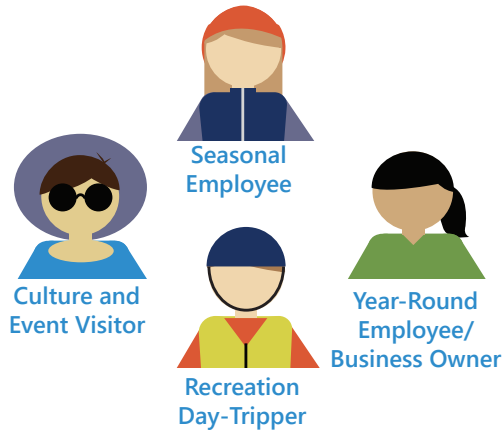 Seasonal
Employee
Culture and
Event Visitor
Year-Round
Employee/
Business Owner
Recreation
Day-Tripper